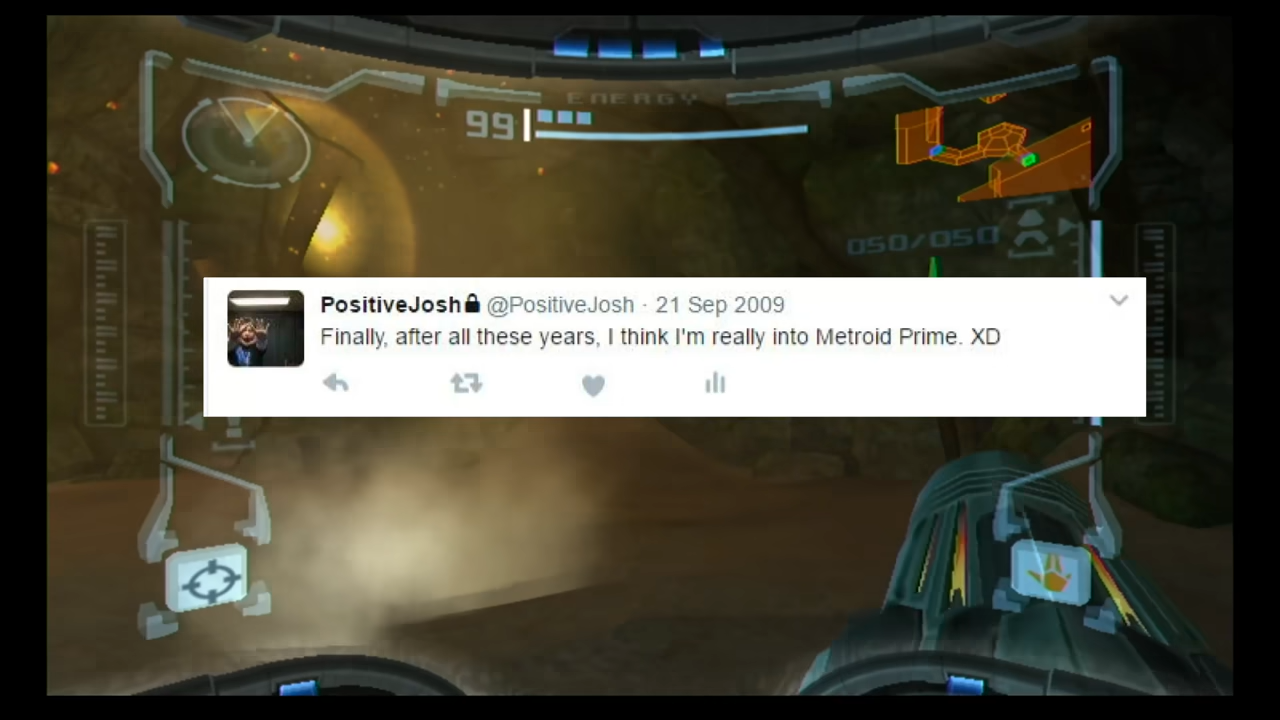 ENERGY
99
050/050
PositiveJosh @PositiveJosh · 21 Sep 2009
Finally, after all these years, I think I'm really into Metroid Prime. XD